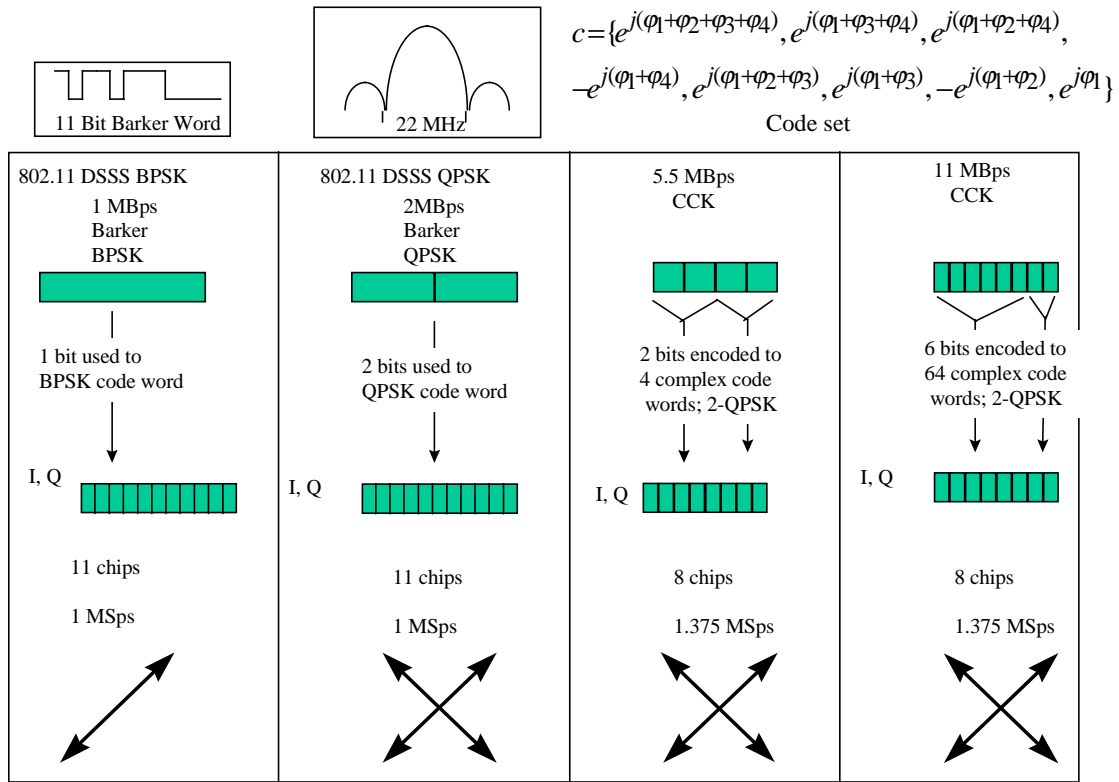 c={e^j(φ1+φ2+φ3+φ4), e^j(φ1+φ3+φ4), e^j(φ1+φ2+φ4),
−e^j(φ1+φ4), e^j(φ1+φ2+φ3), e^j(φ1+φ3), −e^j(φ1+φ2), e^jφ1}
11 Bit Barker Word
22 MHz
Code set
802.11 DSSS BPSK
1 MBps
Barker
BPSK
1 bit used to
BPSK code word
I, Q
11 chips
1 MSps
802.11 DSSS QPSK
2MBps
Barker
QPSK
2 bits used to
QPSK code word
I, Q
11 chips
1 MSps
5.5 MBps
CCK
2 bits encoded to
4 complex code
words; 2-QPSK
I, Q
8 chips
1.375 MSps
11 MBps
CCK
6 bits encoded to
64 complex code
words; 2-QPSK
I, Q
8 chips
1.375 MSps